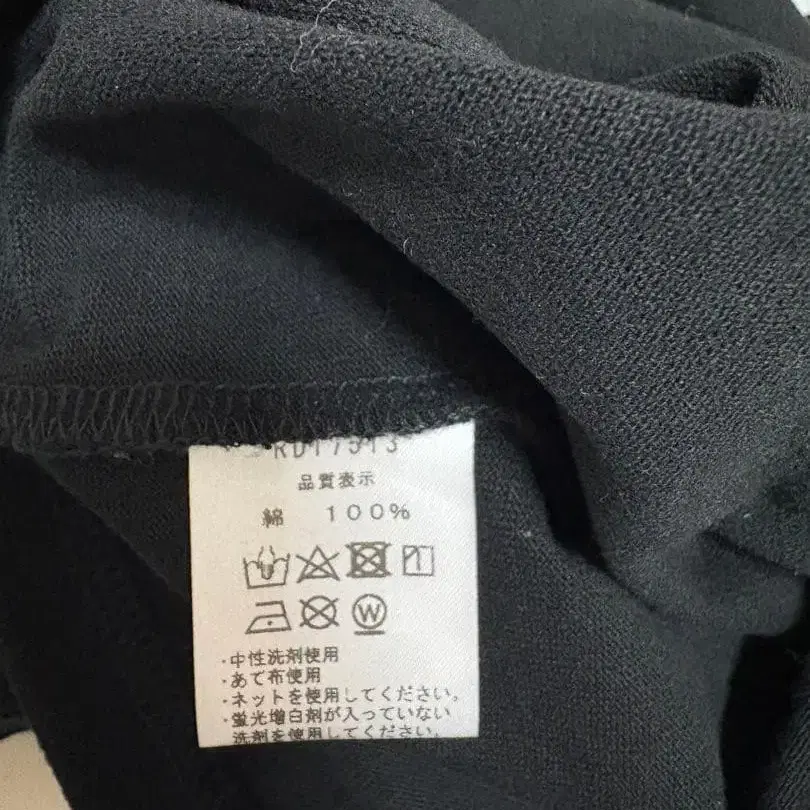 RD17513
品質表示
綿 100%
W
・中性洗剤使用
・あて布使用
・ネットを使用してください。
・蛍光増白剤が入っていない
洗剤を使用してください。